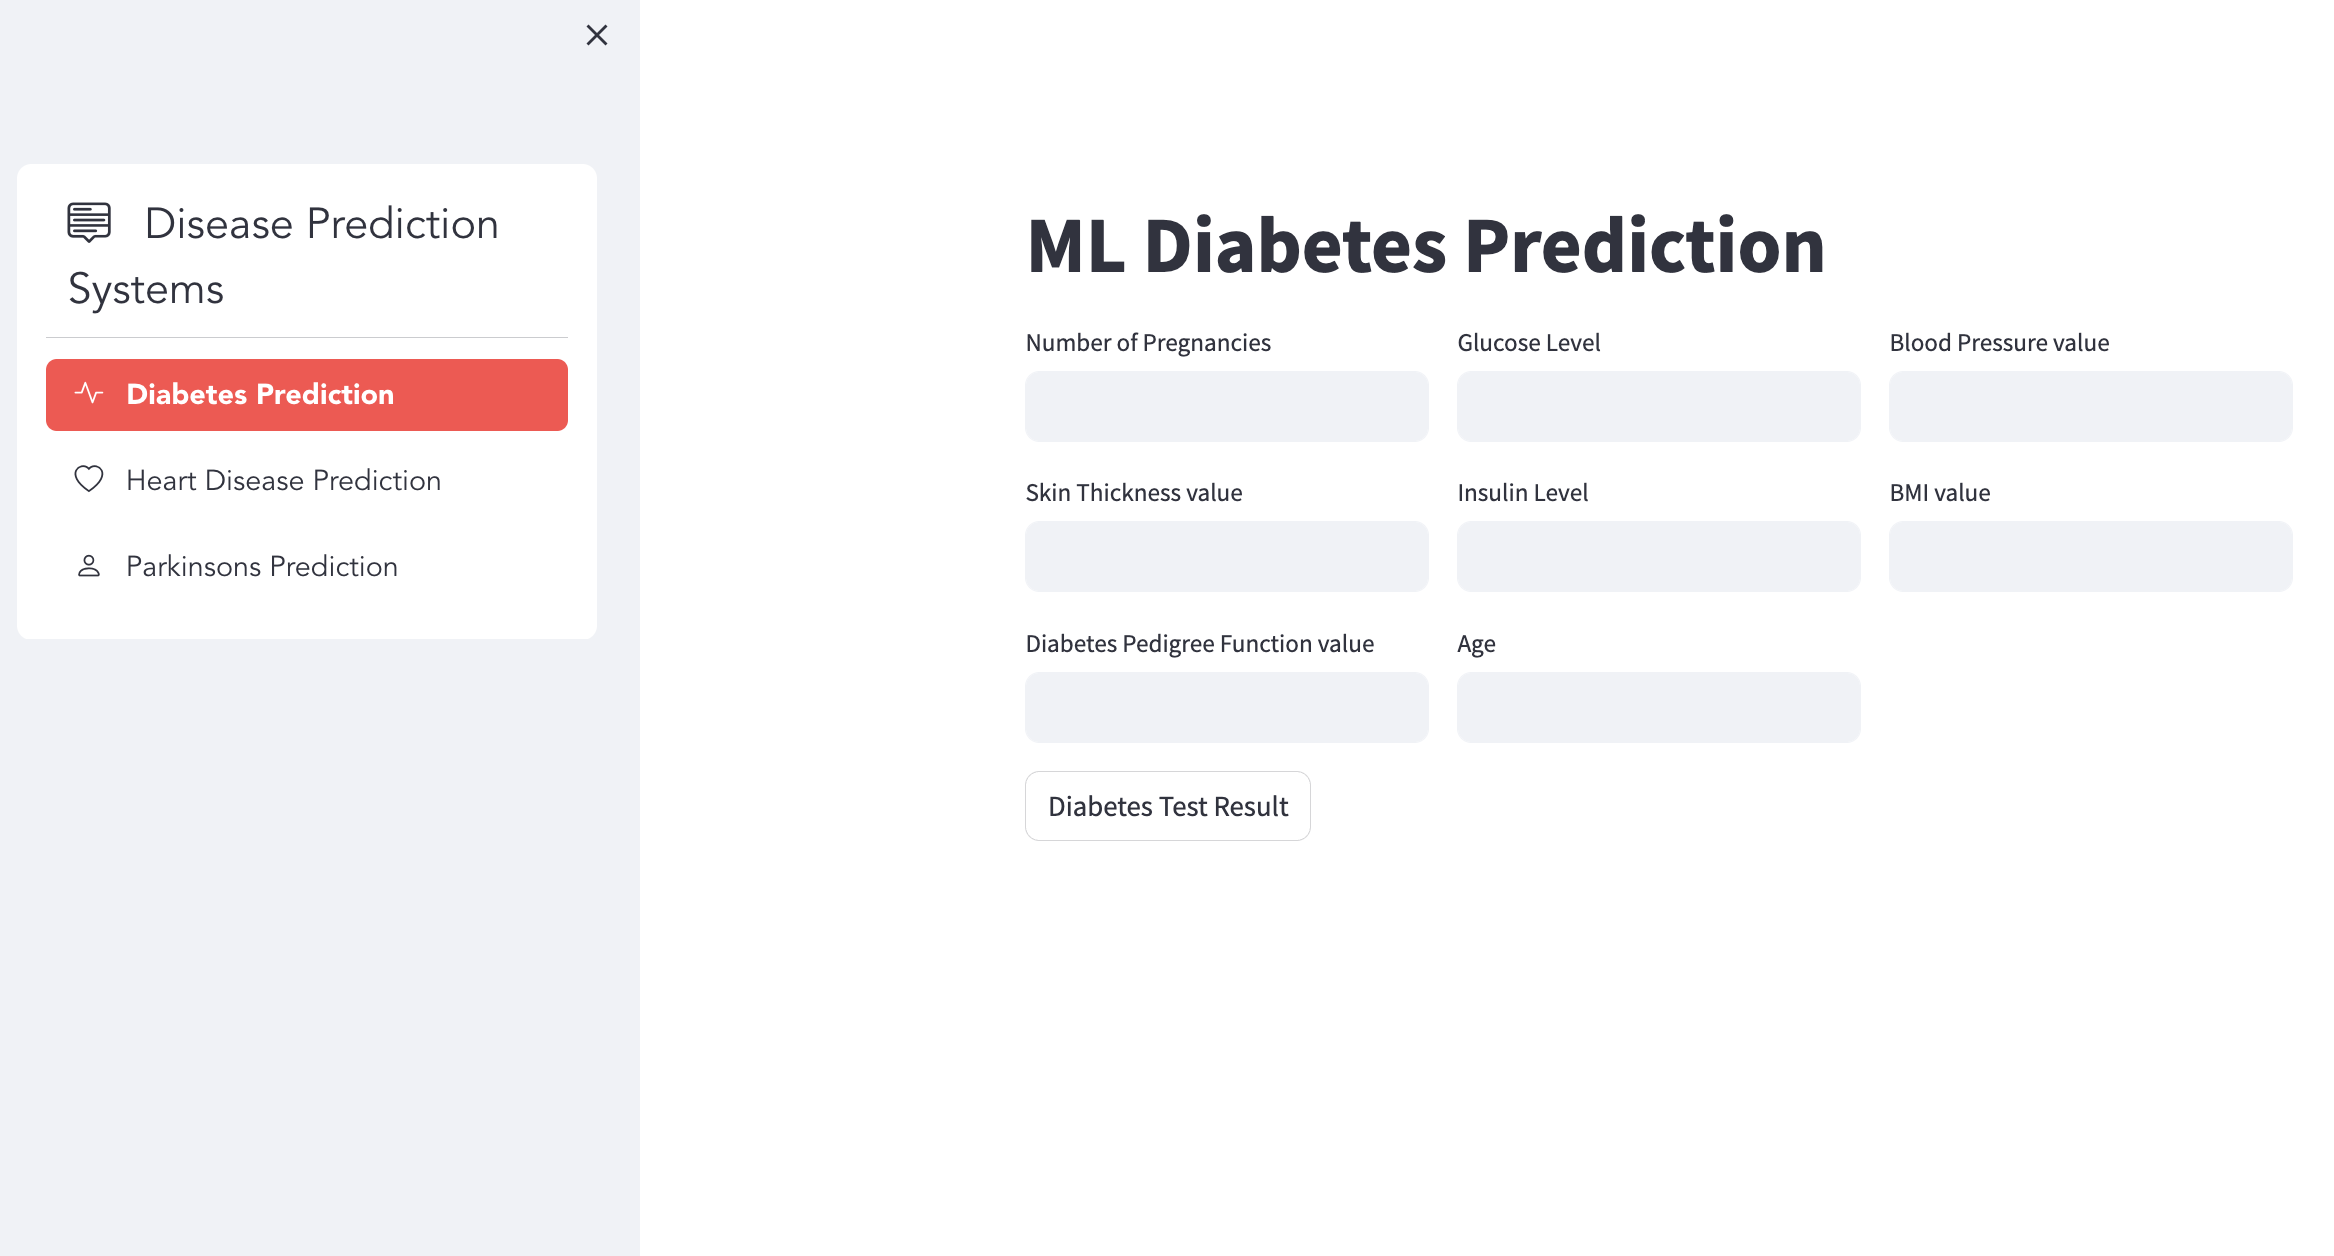 Disease Prediction
Systems
Diabetes Prediction
Heart Disease Prediction
Parkinsons Prediction
ML Diabetes Prediction
Number of Pregnancies
Glucose Level
Blood Pressure value
Skin Thickness value
Insulin Level
BMI value
Diabetes Pedigree Function value
Age
Diabetes Test Result